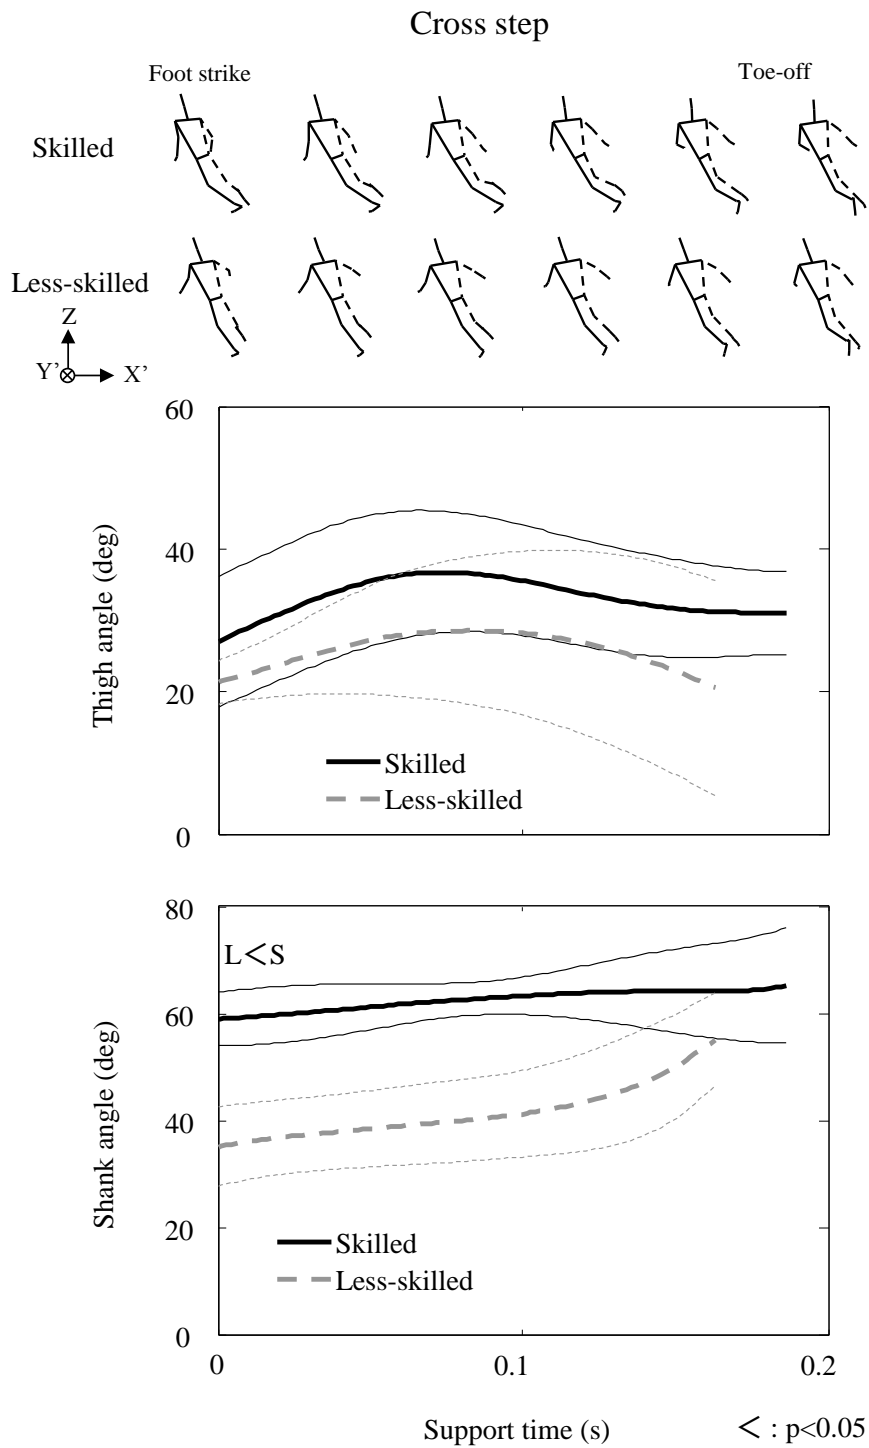 Cross step
Foot strike
Toe-off
Skilled
Less-skilled
Z
Y’
X’
60
40
20
0
Thigh angle (deg)
Skilled
Less-skilled
80
60
40
20
0
Shank angle (deg)
L<S
Skilled
Less-skilled
0 0.1 0.2
Support time (s)
< : p<0.05